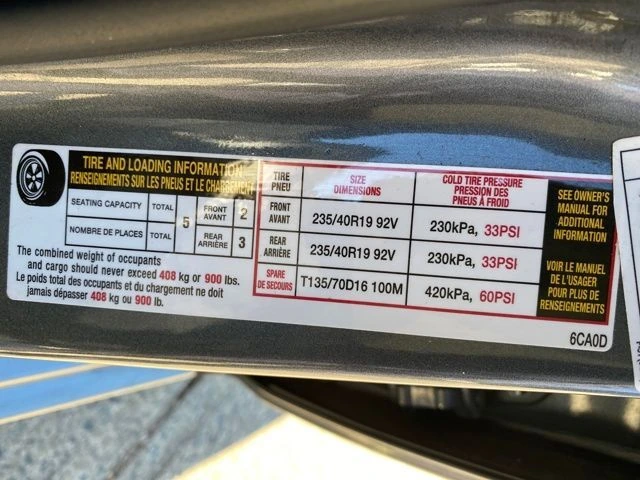 TIRE AND LOADING INFORMATION
RENSEIGNEMENTS SUR LES PNEUS ET LE CHARGEMENT
SEATING CAPACITY TOTAL 5 FRONT AVANT 2
NOMBRE DE PLACES TOTAL REAR ARRIÈRE 3
The combined weight of occupants
and cargo should never exceed 408 kg or 900 lbs.
Le poids total des occupants et du chargement ne doit
jamais dépasser 408 kg ou 900 lb.
TIRE PNEU SIZE DIMENSIONS COLD TIRE PRESSURE PRESSION DES PNEUS À FROID
FRONT AVANT 235/40R19 92V 230kPa, 33PSI
REAR ARRIÈRE 235/40R19 92V 230kPa, 33PSI
SPARE DE SECOURS T135/70D16 100M 420kPa, 60PSI
SEE OWNER'S
MANUAL FOR
ADDITIONAL
INFORMATION
VOIR LE MANUEL
DE L'USAGER
POUR PLUS DE
RENSEIGNEMENTS
6CA0D